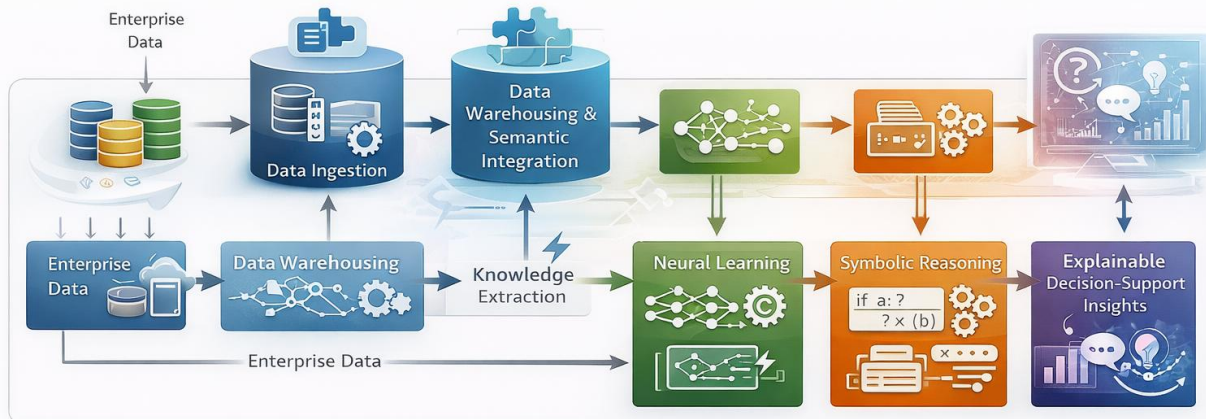 Enterprise
Data
Data Ingestion
Data
Warehousing &
Semantic
Integration
?
Enterprise
Data
Data Warehousing
Knowledge
Extraction
Neural Learning
C
Symbolic Reasoning
if a: ?
? × (b)
Explainable
Decision-Support
Insights
Enterprise Data